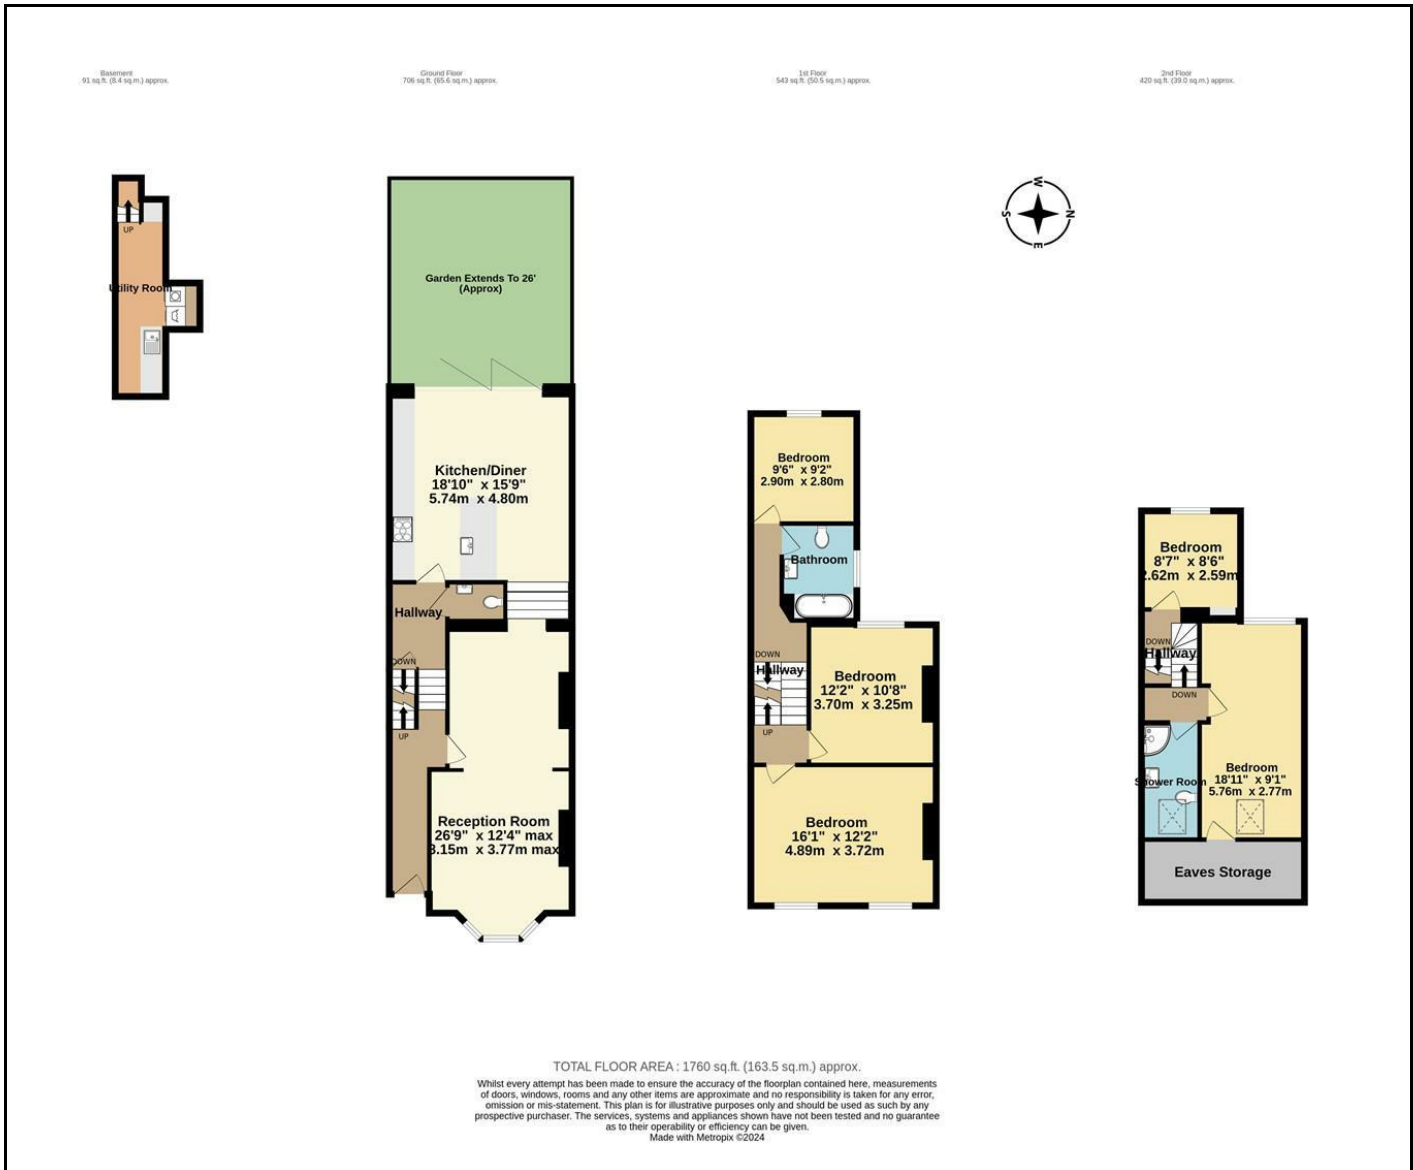 Basement
91 sq.ft. (8.4 sq.m.) approx.
Ground Floor
706 sq.ft. (65.6 sq.m.) approx.
1st Floor
543 sq.ft. (50.5 sq.m.) approx.
2nd Floor
420 sq.ft. (39.0 sq.m.) approx.
UP
Utility Room
Garden Extends To 26'
(Approx)
Kitchen/Diner
18'10" x 15'9"
5.74m x 4.80m
Hallway
DOWN
UP
Reception Room
26'9" x 12'4" max
8.15m x 3.77m max
W
S
N
E
Bedroom
9'6" x 9'2"
2.90m x 2.80m
Bathroom
DOWN
Hallway
UP
Bedroom
12'2" x 10'8"
3.70m x 3.25m
Bedroom
16'1" x 12'2"
4.89m x 3.72m
Bedroom
8'7" x 8'6"
2.62m x 2.59m
DOWN
Hallway
DOWN
Shower Room
Bedroom
18'11" x 9'1"
5.76m x 2.77m
Eaves Storage
TOTAL FLOOR AREA : 1760 sq.ft. (163.5 sq.m.) approx.
Whilst every attempt has been made to ensure the accuracy of the floorplan contained here, measurements
of doors, windows, rooms and any other items are approximate and no responsibility is taken for any error,
omission or mis-statement. This plan is for illustrative purposes only and should be used as such by any
prospective purchaser. The services, systems and appliances shown have not been tested and no guarantee
as to their operability or efficiency can be given.
Made with Metropix ©2024